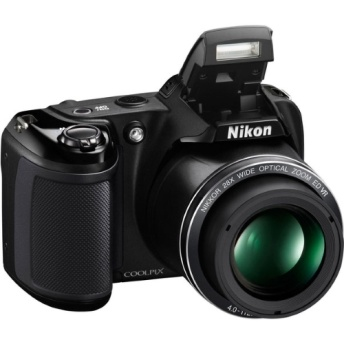 Nikon
NIKKOR 28X WIDE OPTICAL ZOOM ED VR
COOLPIX